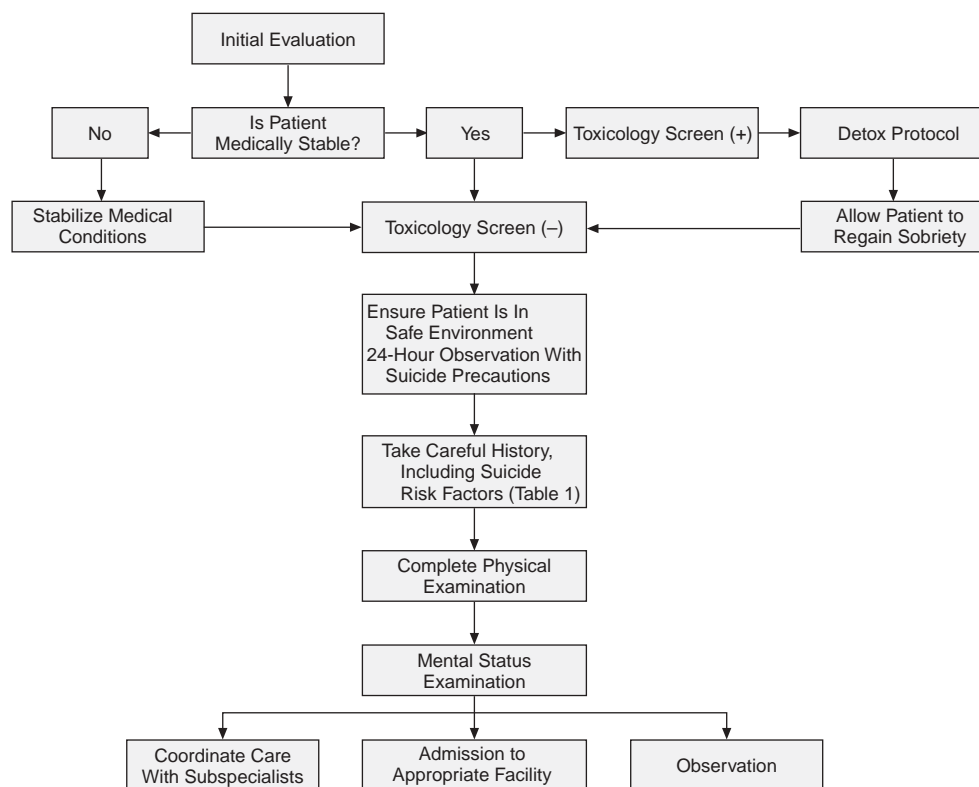 Initial Evaluation
No
Is Patient
Medically Stable?
Yes
Toxicology Screen (+)
Detox Protocol
Stabilize Medical
Conditions
Toxicology Screen (–)
Allow Patient to
Regain Sobriety
Ensure Patient Is In
Safe Environment
24-Hour Observation With
Suicide Precautions
Take Careful History,
Including Suicide
Risk Factors (Table 1)
Complete Physical
Examination
Mental Status
Examination
Coordinate Care
With Subspecialists
Admission to
Appropriate Facility
Observation